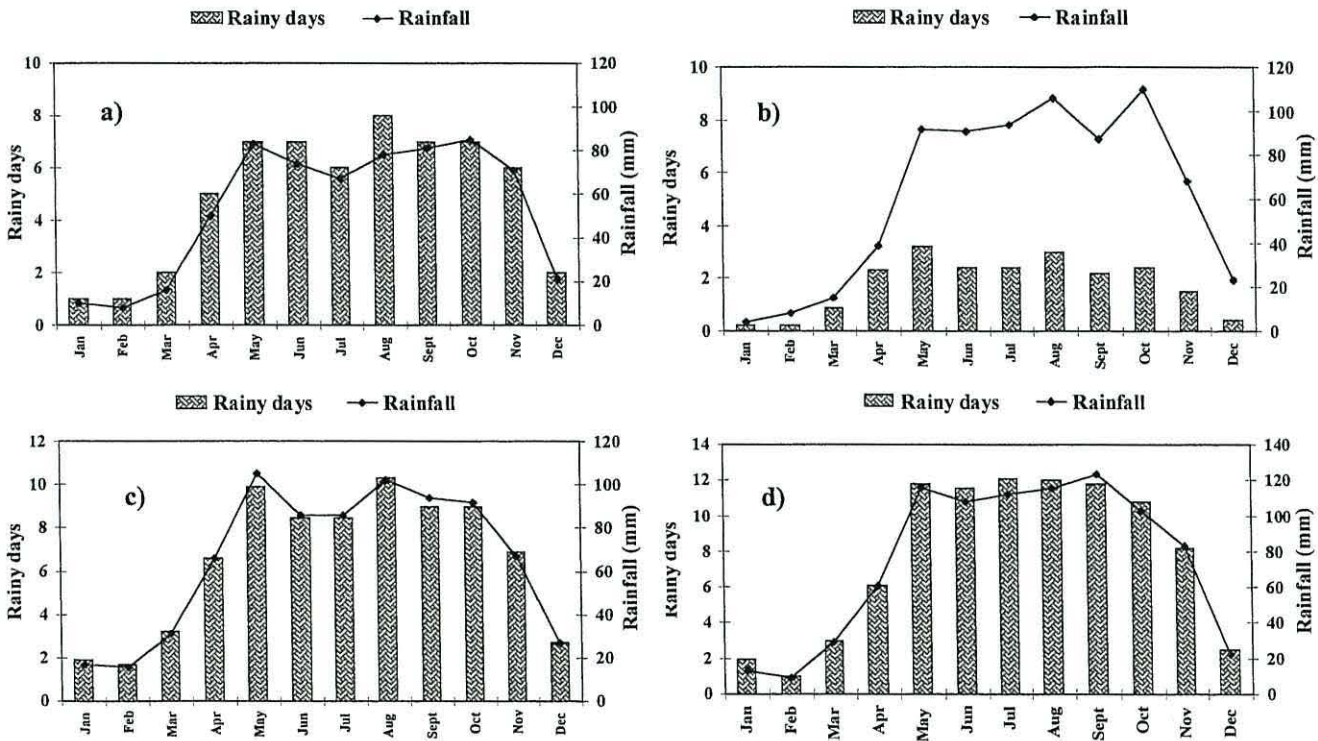 Rainy days Rainfall
10 120
8 100
6 80
4 60
2 40
0 20
0
Rainy days
Rainfall (mm)
a)
Jan Feb Mar Apr May Jun Jul Aug Sept Oct Nov Dec
Rainy days Rainfall
10 120
8 100
6 80
4 60
2 40
0 20
0
Rainy days
Rainfall (mm)
b)
Jan Feb Mar Apr May Jun Jul Aug Sept Oct Nov Dec
Rainy days Rainfall
12 120
10 100
8 80
6 60
4 40
2 20
0 0
Rainy days
Rainfall (mm)
c)
Jan Feb Mar Apr May Jun Jul Aug Sept Oct Nov Dec
Rainy days Rainfall
14 140
12 120
10 100
8 80
6 60
4 40
2 20
0 0
Rainy days
Rainfall (mm)
d)
Jan Feb Mar Apr May Jun Jul Aug Sept Oct Nov Dec